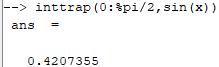 --> inttrap(0:%pi/2,sin(x))
ans  =
0.4207355